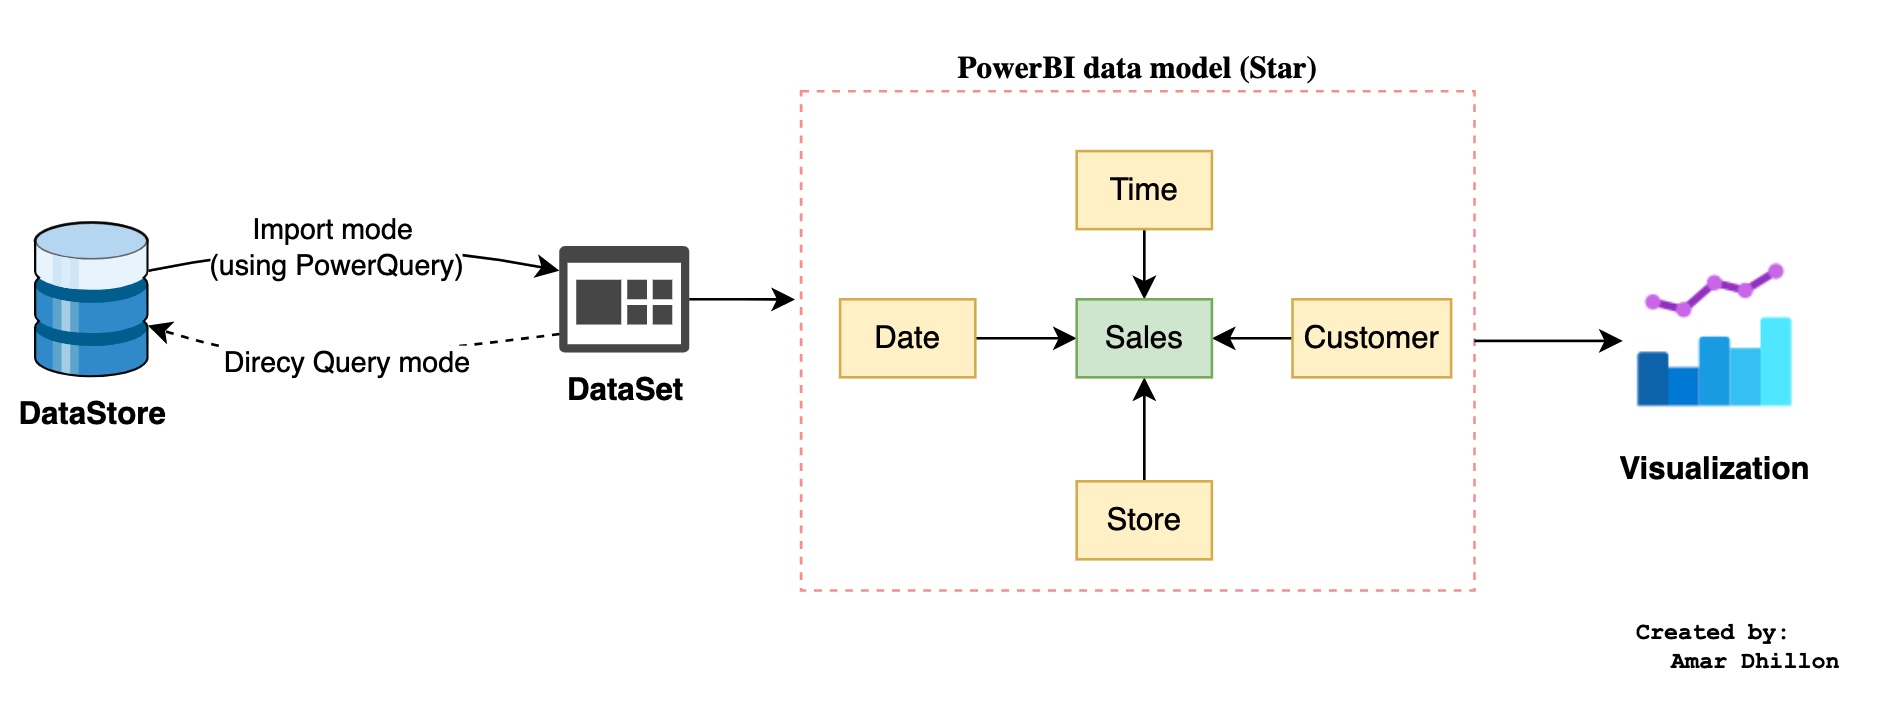 PowerBI data model (Star)
Import mode
(using PowerQuery)
Direcy Query mode
DataStore
DataSet
Time
Date
Sales
Customer
Store
Visualization
Created by:
Amar Dhillon